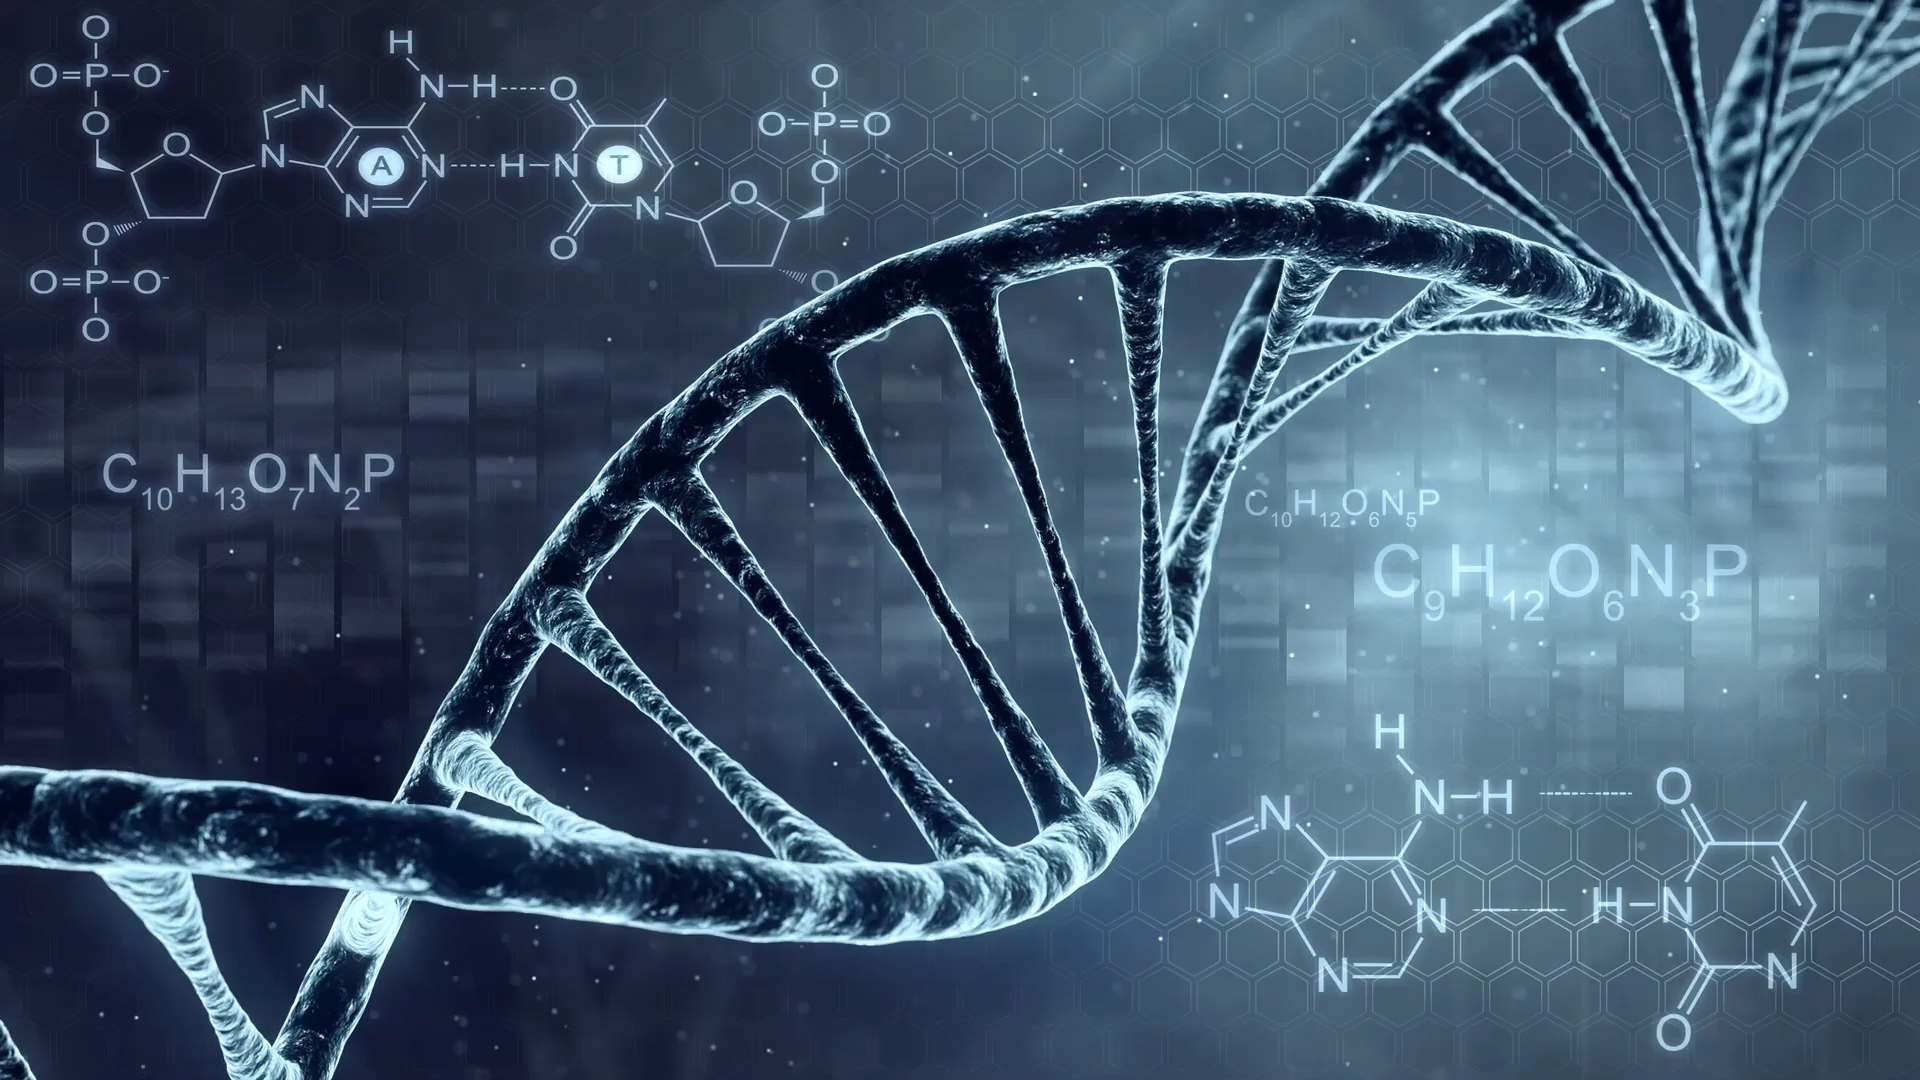 A
T
C₁₀H₁₃O₇N₂P
C₁₀H₁₂O₆N₅P
C₉H₁₂O₆N₃P
O
O=P–O⁻
O
O
O
O=P–O⁻
O
H
N–H
O
N
N
N
N
H–N
O
N
O
O
O⁻–P=O
O
O
H
N–H
O
N
N
N
N
H–N
N
O